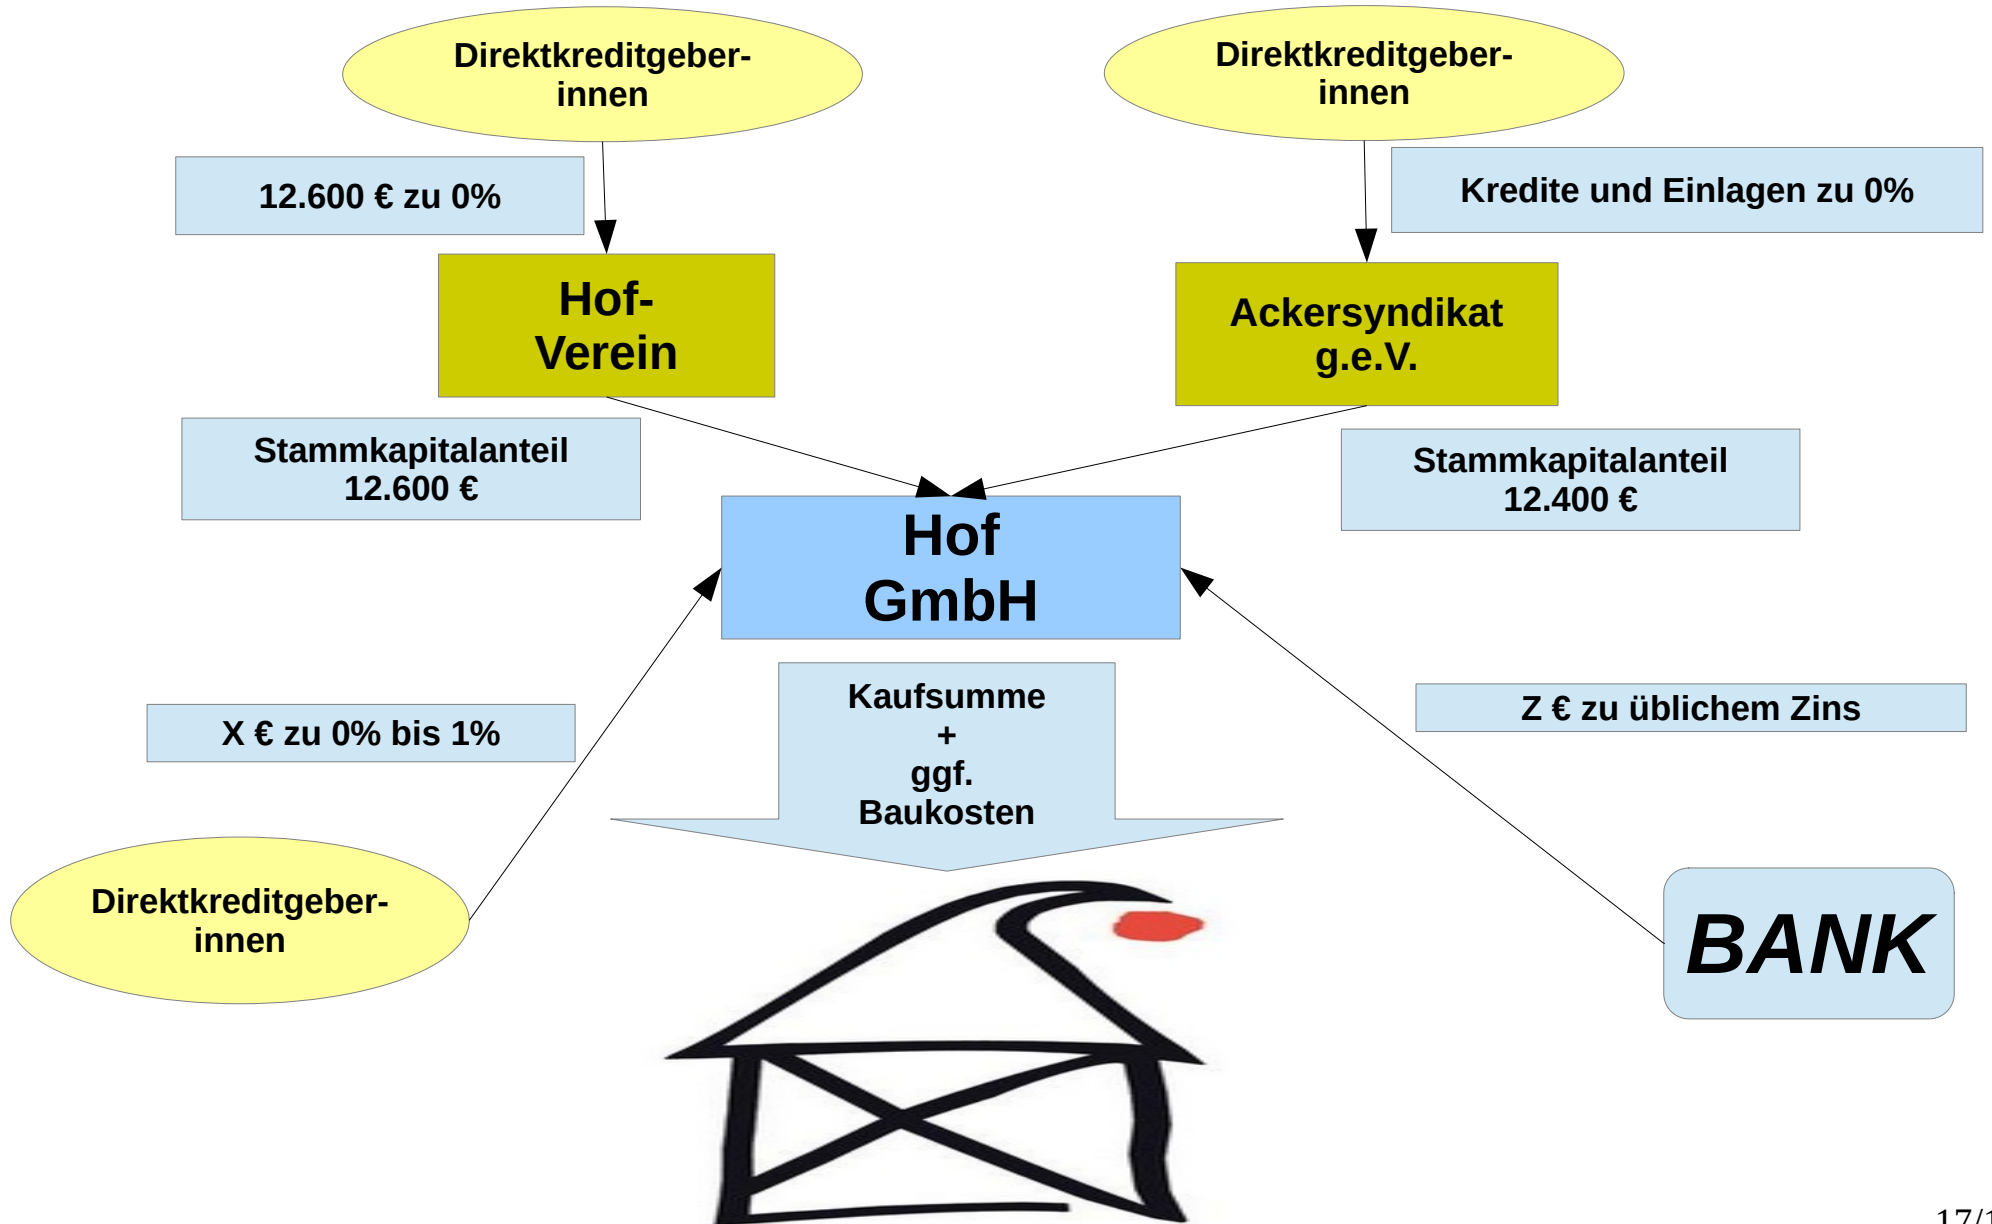 Direktkreditgeber-
innen
Direktkreditgeber-
innen
12.600 € zu 0%
Kredite und Einlagen zu 0%
Hof-
Verein
Ackersyndikat
g.e.V.
Stammkapitalanteil
12.600 €
Stammkapitalanteil
12.400 €
Hof
GmbH
X € zu 0% bis 1%
Kaufsumme
+
ggf.
Baukosten
Z € zu üblichem Zins
Direktkreditgeber-
innen
BANK